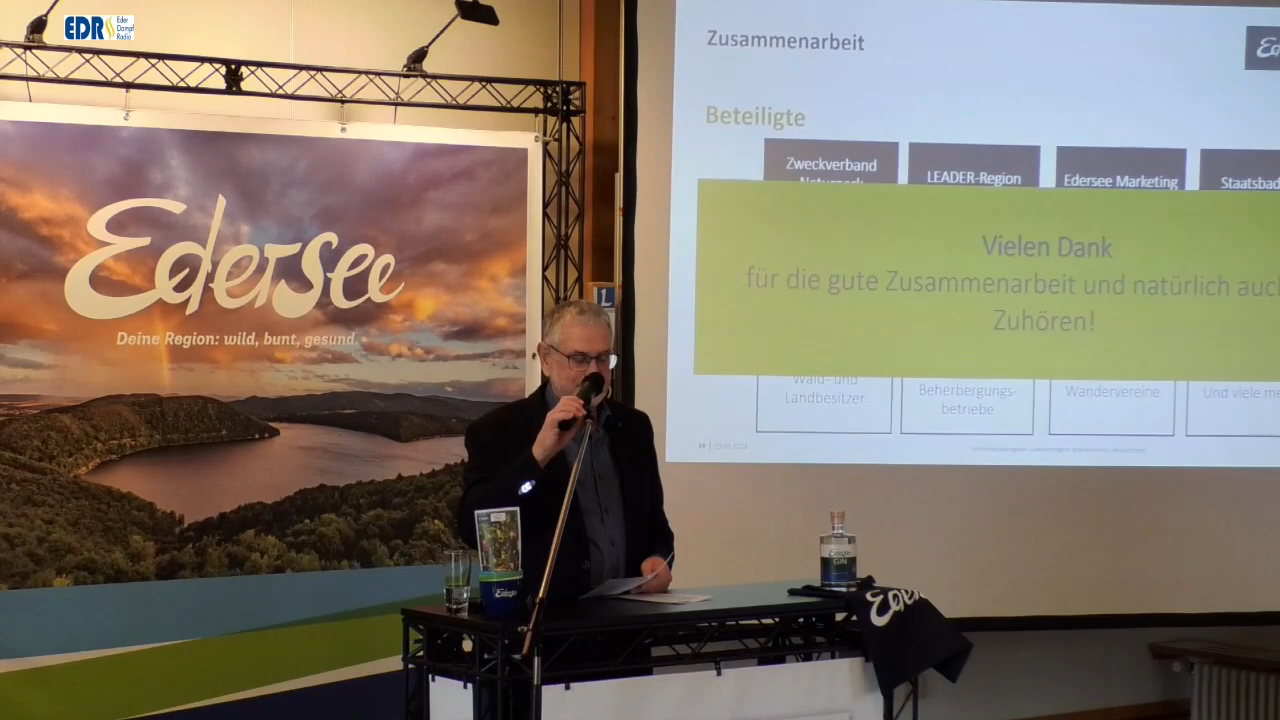 EDR
Eder
Dampf
Radio
Edersee
Deine Region: wild, bunt, gesund.
Zusammenarbeit
Beteiligte
Zweckverband
Naturpark
LEADER-Region
Edersee Marketing
Staatsbad
Vielen Dank
für die gute Zusammenarbeit und natürlich auch
Zuhören!
Wald- und
Landbesitzer
Beherbergungs-
betriebe
Wandervereine
Und viele me
L
Edersee
Edersee
GIN
Eder